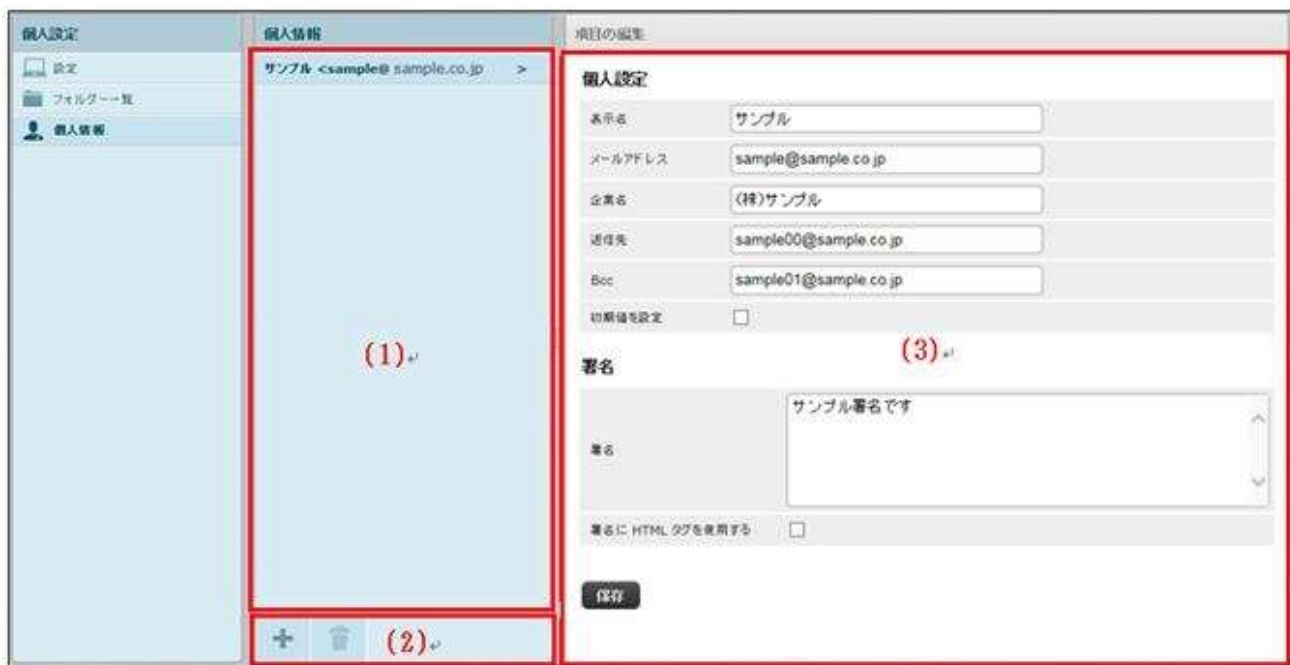 個人設定
設定
フォルダー一覧
個人情報
個人情報
サンプル <sample@ sample.co.jp >
(1)↵
(2)↵
項目の編集
個人設定
表示名 サンプル
メールアドレス sample@sample.co.jp
企業名 (株)サンプル
返信先 sample00@sample.co.jp
Bcc sample01@sample.co.jp
初期値を設定
(3)↵
署名
署名 サンプル署名です
署名に HTML タグを使用する
保存